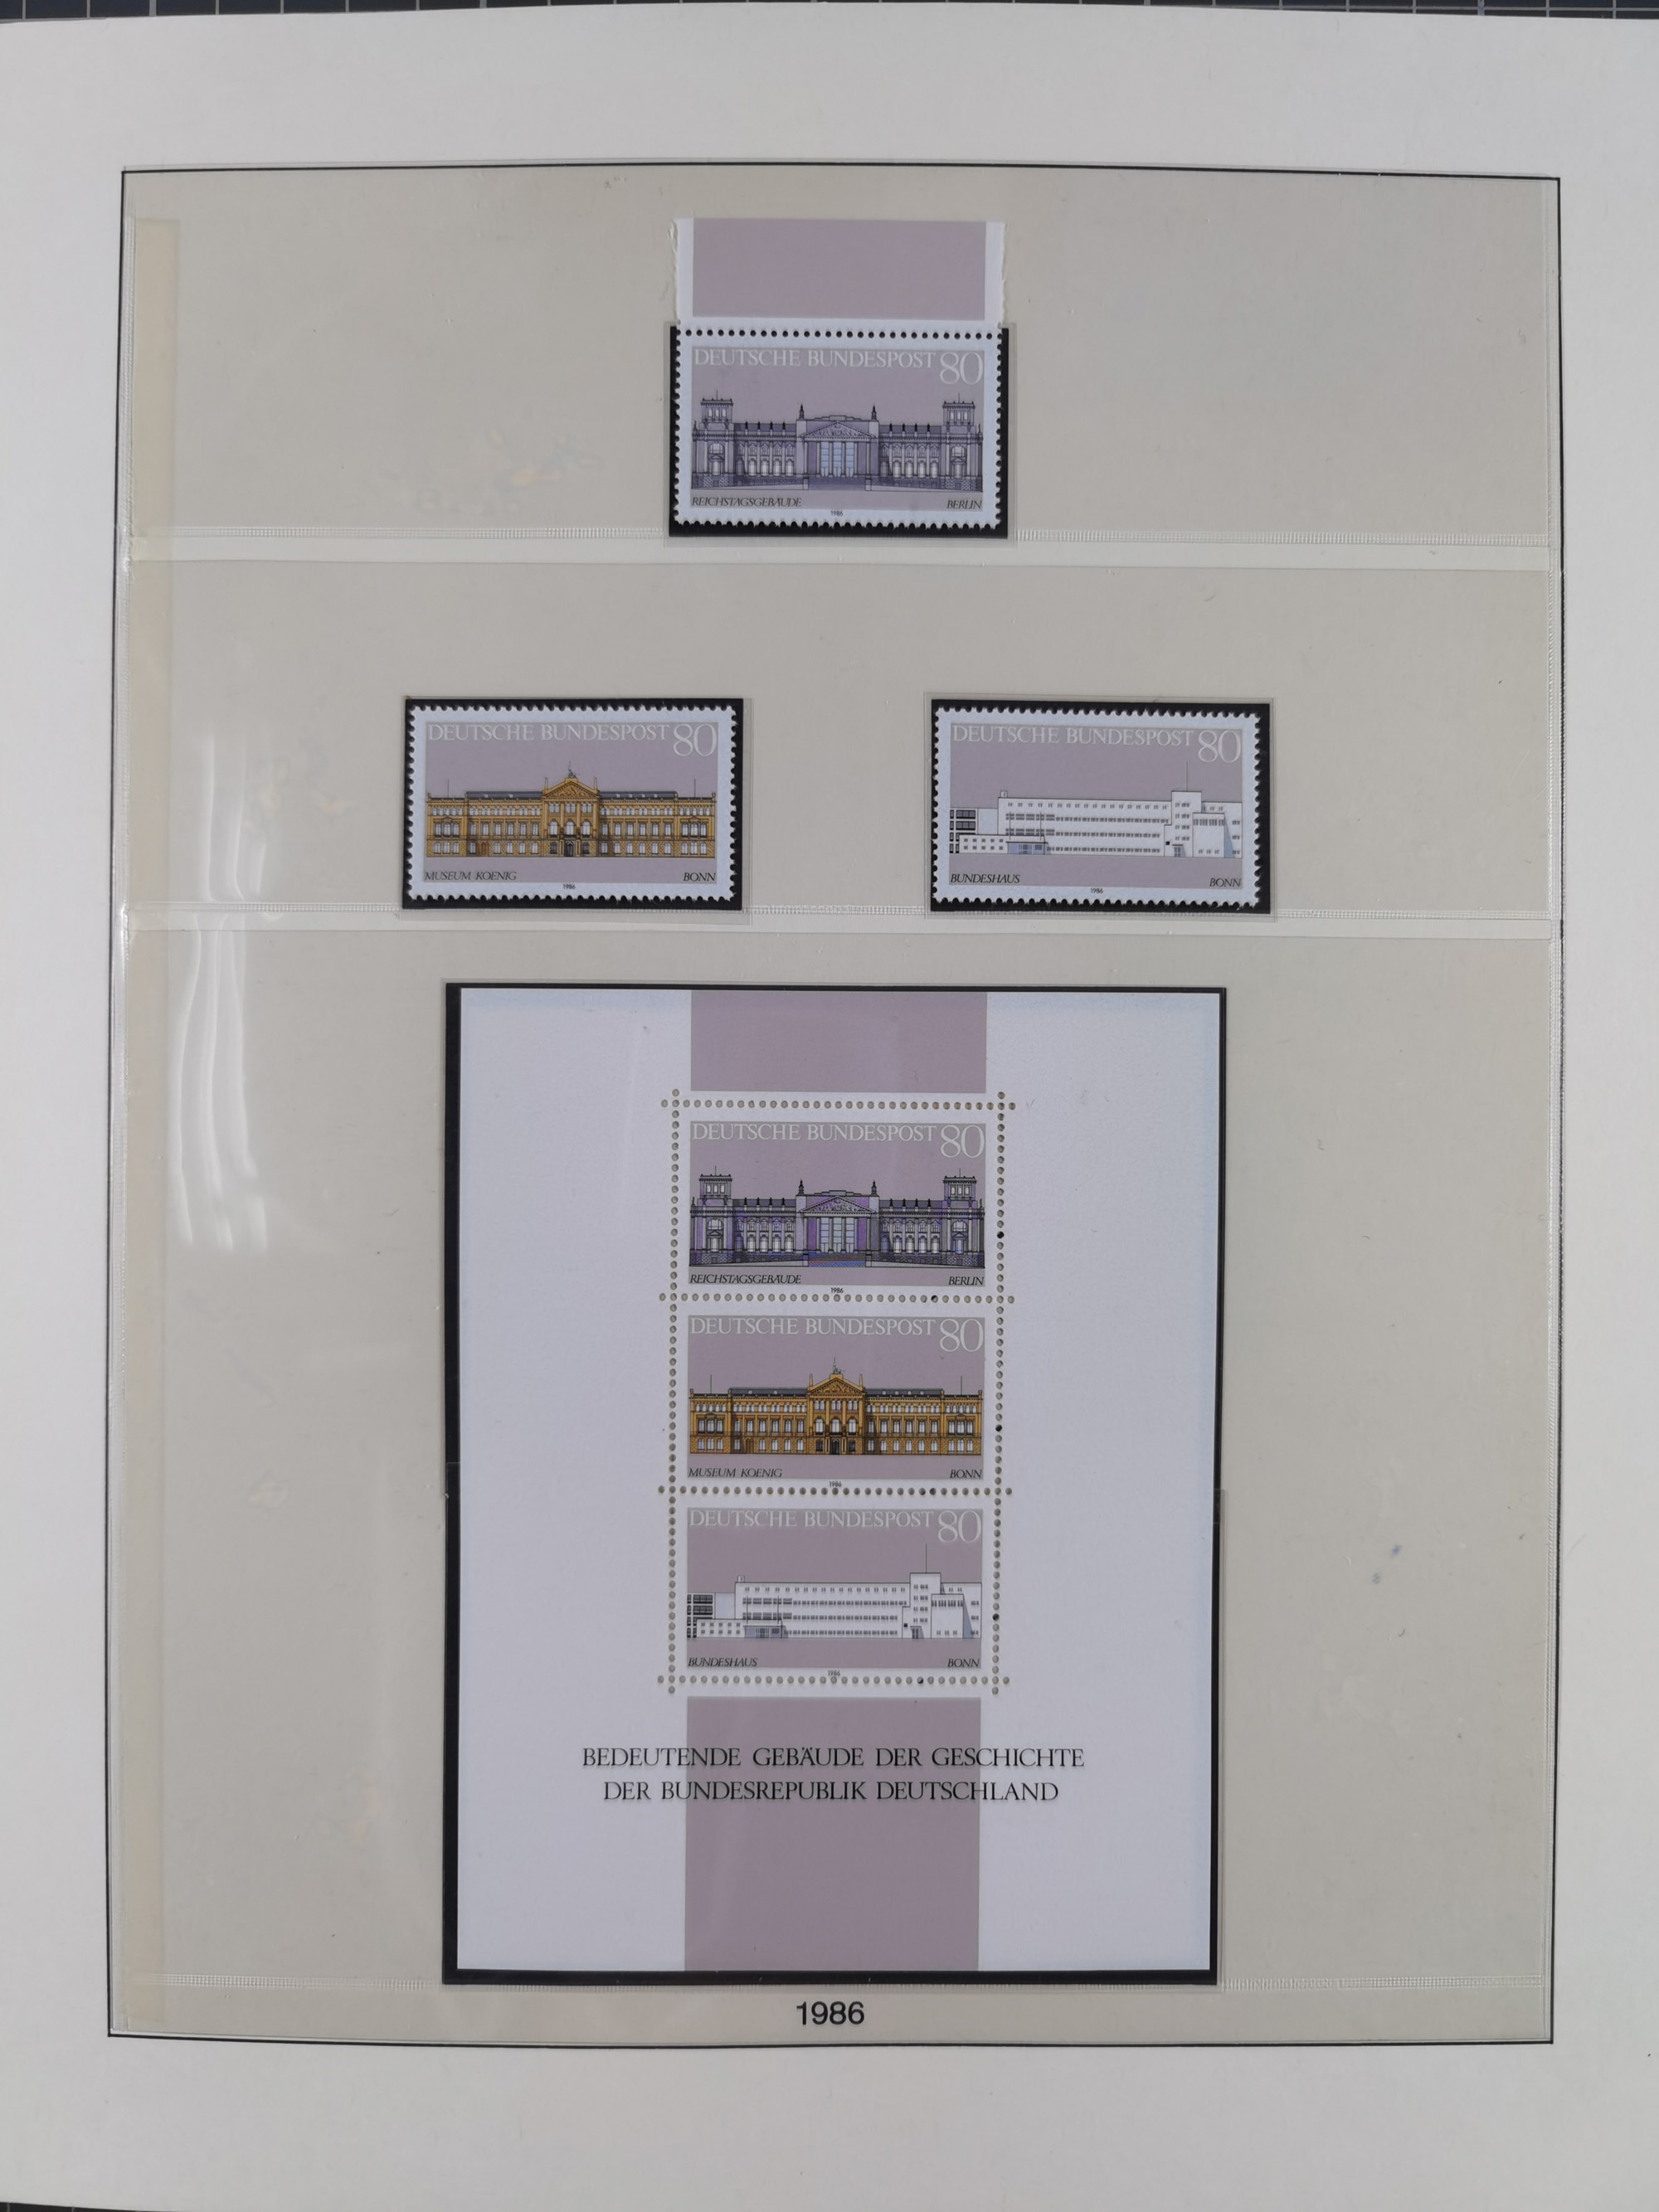 DEUTSCHE BUNDESPOST 80
REICHSTAGSGEBÄUDE BERLIN
1986
DEUTSCHE BUNDESPOST 80
MUSEUM KOENIG BONN
1986
DEUTSCHE BUNDESPOST 80
BUNDESHAUS BONN
1986
DEUTSCHE BUNDESPOST 80
REICHSTAGSGEBÄUDE BERLIN
1986
DEUTSCHE BUNDESPOST 80
MUSEUM KOENIG BONN
1986
DEUTSCHE BUNDESPOST 80
BUNDESHAUS BONN
1986
BEDEUTENDE GEBÄUDE DER GESCHICHTE
DER BUNDESREPUBLIK DEUTSCHLAND
1986